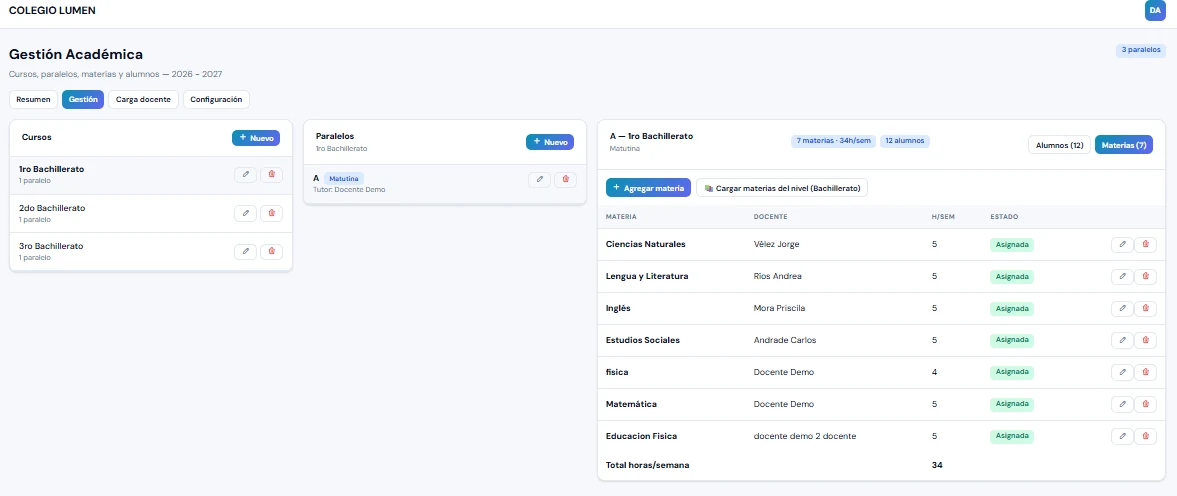 COLEGIO LUMEN
DA
Gestión Académica
3 paralelos
Cursos, paralelos, materias y alumnos — 2026 - 2027
Resumen
Gestión
Carga docente
Configuración
Cursos
+ Nuevo
1ro Bachillerato
1 paralelo
2do Bachillerato
1 paralelo
3ro Bachillerato
1 paralelo
Paralelos
1ro Bachillerato
+ Nuevo
A Matutina
Tutor: Docente Demo
A — 1ro Bachillerato
Matutina
7 materias · 34h/sem
12 alumnos
Alumnos (12)
Materias (7)
+ Agregar materia
Cargar materias del nivel (Bachillerato)
MATERIA DOCENTE H/SEM ESTADO
Ciencias Naturales Vélez Jorge 5 Asignada
Lengua y Literatura Ríos Andrea 5 Asignada
Inglés Mora Priscila 5 Asignada
Estudios Sociales Andrade Carlos 5 Asignada
fisica Docente Demo 4 Asignada
Matemática Docente Demo 5 Asignada
Educacion Fisica docente demo 2 docente 5 Asignada
Total horas/semana 34